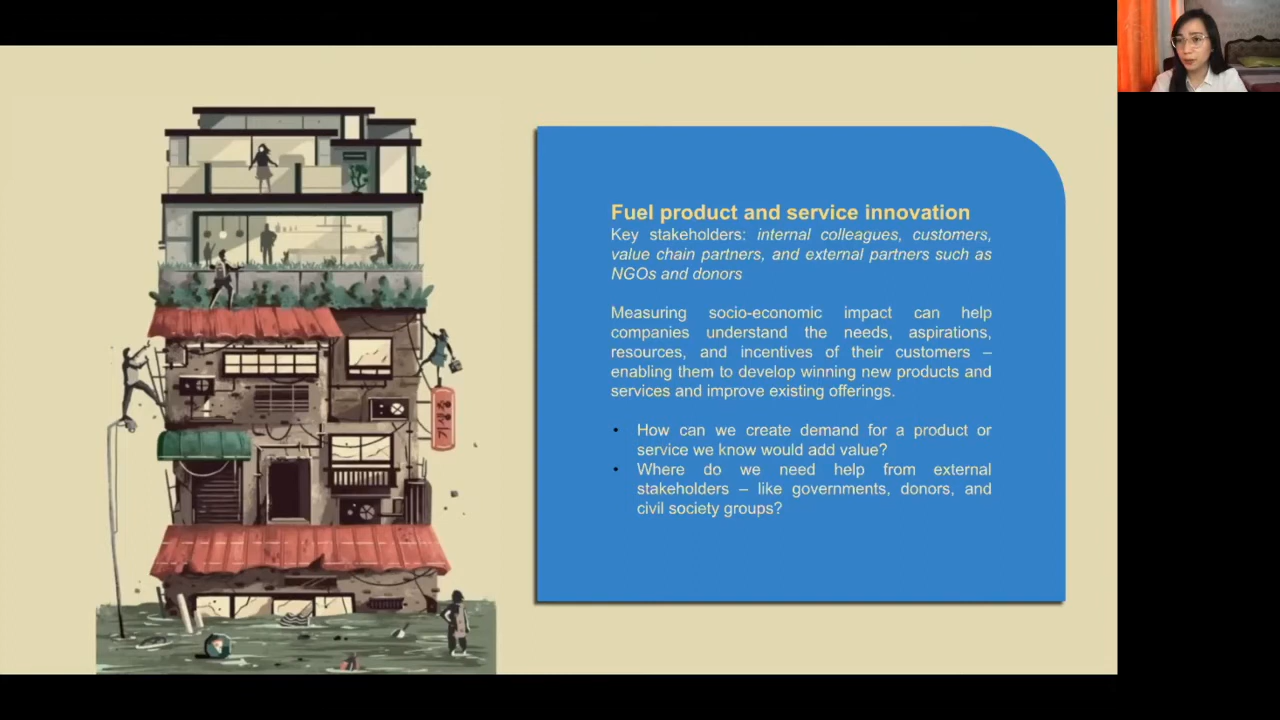 Fuel product and service innovation
Key stakeholders: internal colleagues, customers,
value chain partners, and external partners such as
NGOs and donors
Measuring socio-economic impact can help
companies understand the needs, aspirations,
resources, and incentives of their customers –
enabling them to develop winning new products and
services and improve existing offerings.
• How can we create demand for a product or
service we know would add value?
• Where do we need help from external
stakeholders – like governments, donors, and
civil society groups?
기생충